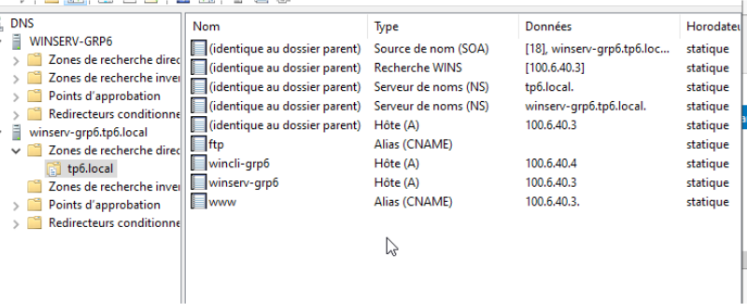 DNS
WINSERV-GRP6
Zones de recherche direc
Zones de recherche inver
Points d'approbation
Redirecteurs conditionne
winserv-grp6.tp6.local
Zones de recherche direc
tp6.local
Zones de recherche inver
Points d'approbation
Redirecteurs conditionne
Nom Type Données Horodateu
(identique au dossier parent) Source de nom (SOA) [18], winserv-grp6.tp6.loc... statique
(identique au dossier parent) Recherche WINS [100.6.40.3] statique
(identique au dossier parent) Serveur de noms (NS) tp6.local. statique
(identique au dossier parent) Serveur de noms (NS) winserv-grp6.tp6.local. statique
(identique au dossier parent) Hôte (A) 100.6.40.3 statique
ftp Alias (CNAME) statique
wincli-grp6 Hôte (A) 100.6.40.4 statique
winserv-grp6 Hôte (A) 100.6.40.3 statique
www Alias (CNAME) 100.6.40.3. statique